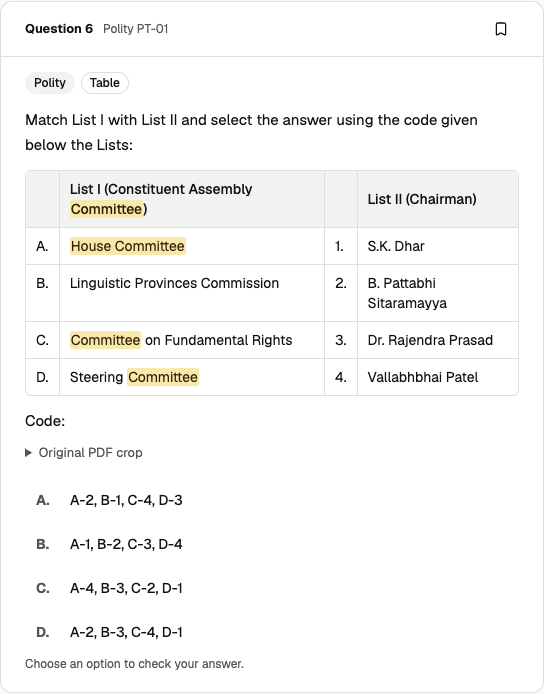 Question 6 Polity PT-01
Polity Table
Match List I with List II and select the answer using the code given
below the Lists:
List I (Constituent Assembly
Committee)
List II (Chairman)
A. House Committee 1. S.K. Dhar
B. Linguistic Provinces Commission 2. B. Pattabhi
Sitaramayya
C. Committee on Fundamental Rights 3. Dr. Rajendra Prasad
D. Steering Committee 4. Vallabhbhai Patel
Code:
Original PDF crop
A. A-2, B-1, C-4, D-3
B. A-1, B-2, C-3, D-4
C. A-4, B-3, C-2, D-1
D. A-2, B-3, C-4, D-1
Choose an option to check your answer.